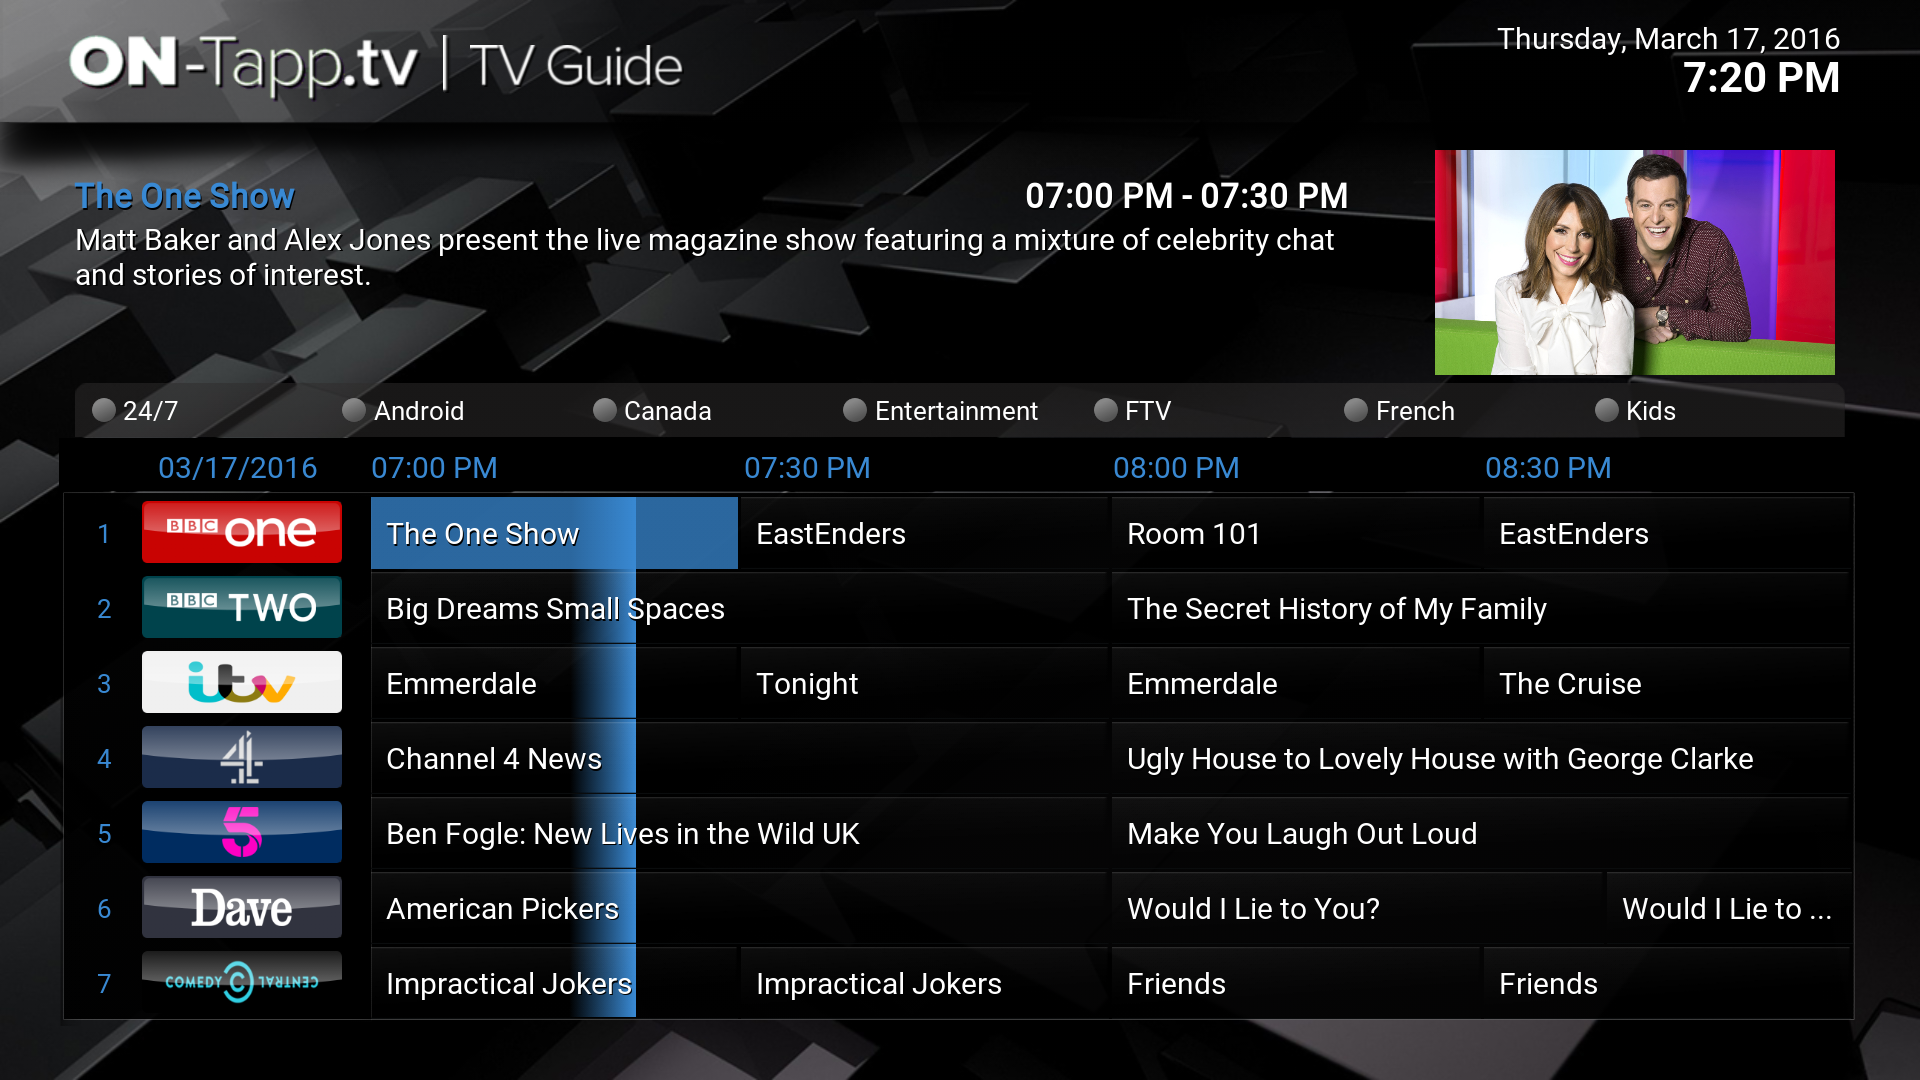 ON-Tapp.tv | TV Guide
Thursday, March 17, 2016
7:20 PM
The One Show
07:00 PM - 07:30 PM
Matt Baker and Alex Jones present the live magazine show featuring a mixture of celebrity chat
and stories of interest.
24/7 Android Canada Entertainment FTV French Kids
03/17/2016 07:00 PM 07:30 PM 08:00 PM 08:30 PM
1 BBC one The One Show EastEnders Room 101 EastEnders
2 BBC TWO Big Dreams Small Spaces The Secret History of My Family
3 itv Emmerdale Tonight Emmerdale The Cruise
4 4 Channel 4 News Ugly House to Lovely House with George Clarke
5 5 Ben Fogle: New Lives in the Wild UK Make You Laugh Out Loud
6 Dave American Pickers Would I Lie to You? Would I Lie to ...
7 COMEDY CENTRAL Impractical Jokers Impractical Jokers Friends Friends